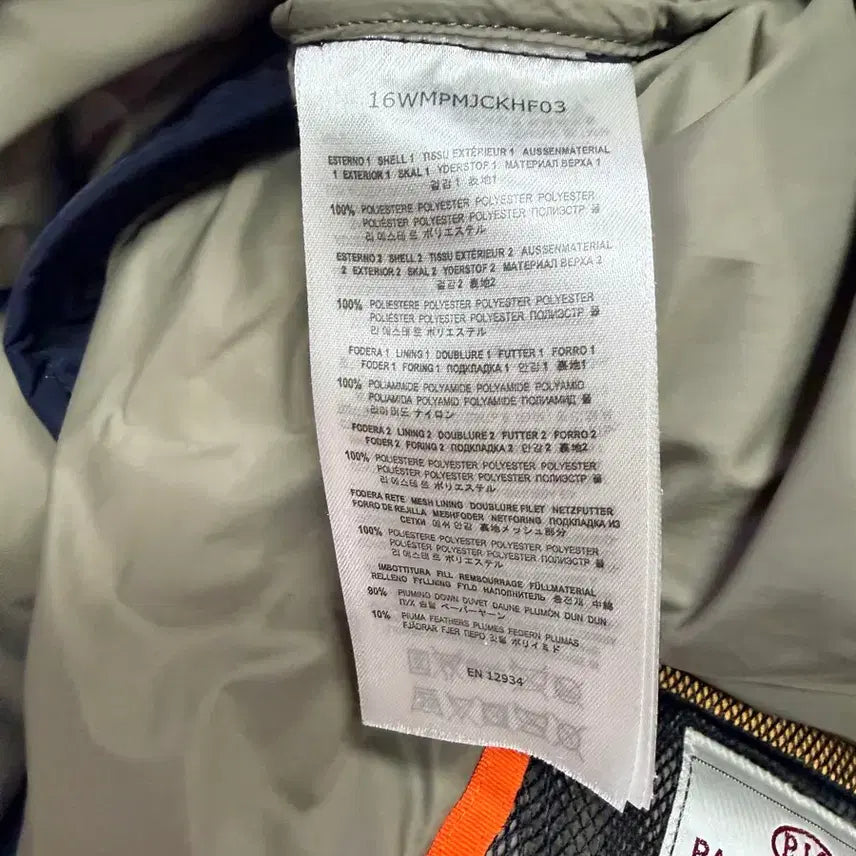 16WMPMJCKHF03
ESTERNO 1 SHELL 1 TISSU EXTÉRIEUR 1 AUSSENMATERIAL
1 EXTERIOR 1 SKAL 1 YDERSTOF 1 МАТЕРИАЛ ВЕРХА 1
겉감 1 表地1
100% POLIESTERE POLYESTER POLYESTER POLYESTER
POLIÉSTER POLYESTER POLYESTER ПОЛИЭСТР 폴
리 에스테 르 ポリエステル
ESTERNO 2 SHELL 2 TISSU EXTÉRIEUR 2 AUSSENMATERIAL
2 EXTERIOR 2 SKAL 2 YDERSTOF 2 МАТЕРИАЛ ВЕРХА 2
겉감 2 表地2
100% POLIESTERE POLYESTER POLYESTER POLYESTER
POLIÉSTER POLYESTER POLYESTER ПОЛИЭСТР 폴
리 에스테 르 ポリエステル
FODERA 1 LINING 1 DOUBLURE 1 FUTTER 1 FORRO 1
FODER 1 FORING 1 ПОДКЛАДКА 1 안감 1 裏地1
100% POLIAMMIDE POLYAMIDE POLYAMIDE POLYAMID
POLIAMIDA POLYAMID POLYAMIDE ПОЛИАМИД 폴
리아미드 ナイロン
FODERA 2 LINING 2 DOUBLURE 2 FUTTER 2 FORRO 2
FODER 2 FORING 2 ПОДКЛАДКА 2 안감 2 裏地2
100% POLIESTERE POLYESTER POLYESTER POLYESTER
POLIÉSTER POLYESTER POLYESTER ПОЛИЭСТР 폴
리 에스테 르 ポリエステル
FODERA RETE MESH LINING DOUBLURE FILET NETZFUTTER
FORRO DE REJILLA MESHFODER NETFORING ПОДКЛАДКА ИЗ
СЕТКИ 메쉬 안감 裏地メッシュ部分
100% POLIESTERE POLYESTER POLYESTER POLYESTER
POLIÉSTER POLYESTER POLYESTER ПОЛИЭСТР 폴
리 에스테 르 ポリエステル
IMBOTTITURA FILL REMBOURRAGE FÜLLMATERIAL
RELLENO FYLLNING FYLD НАПОЛНИТЕЛЬ 충전재 中綿
90% PIUMINO DOWN DUVET DAUNE PLUMÓN DUN DUN
ПУХ 솜털
10% PIUMA FEATHERS PLUMES FEDERN PLUMAS
FJÄDRAR FJER ПЕРО 깃털
EN 12934